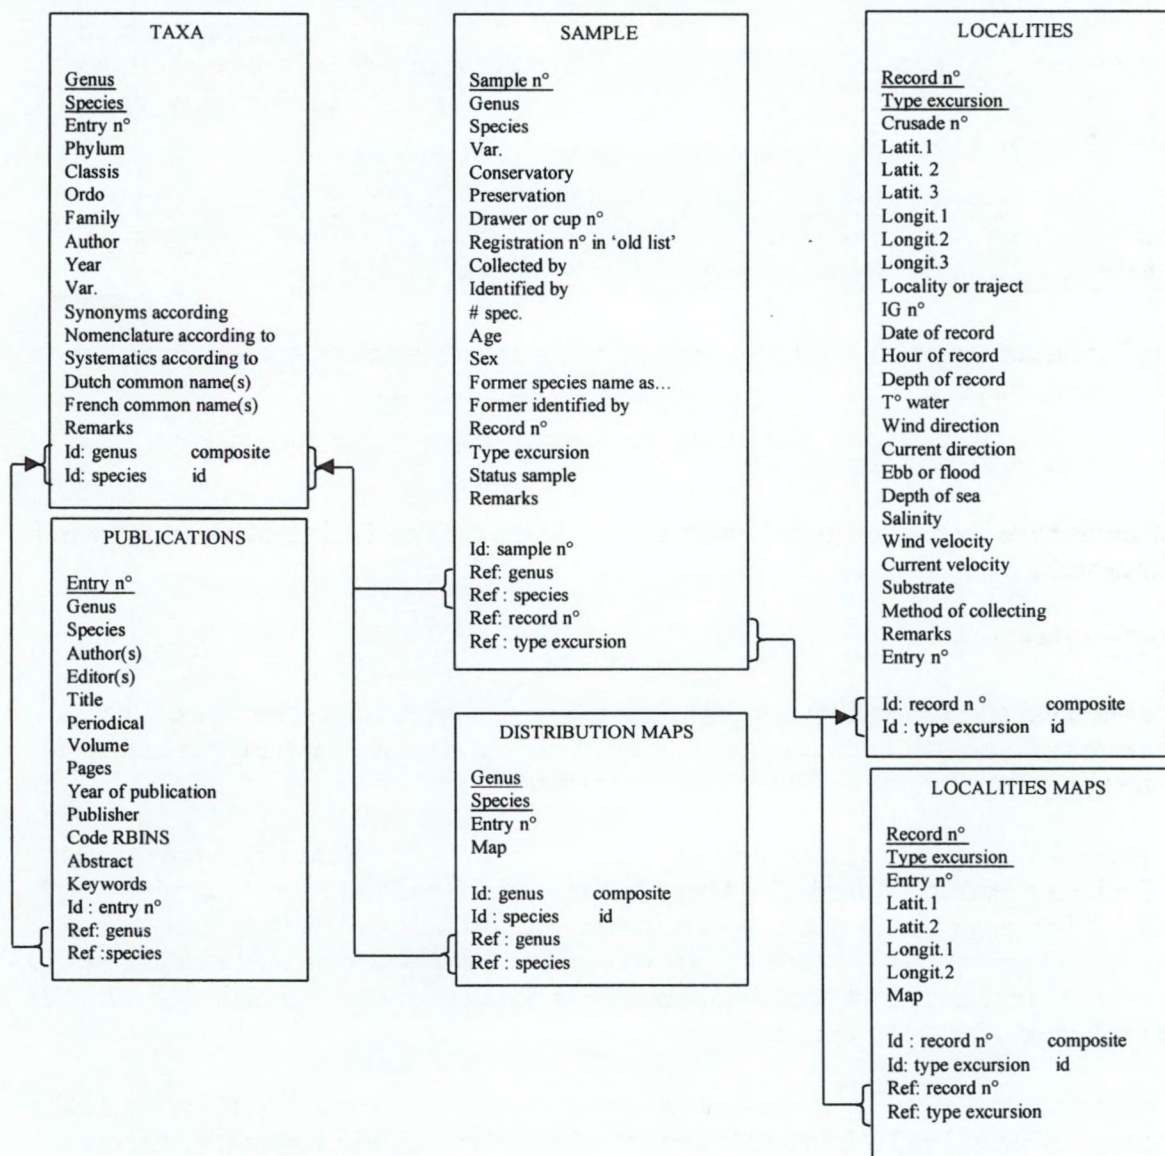 TAXA
Genus
Species
Entry n°
Phylum
Classis
Ordo
Family
Author
Year
Var.
Synonyms according
Nomenclature according to
Systematics according to
Dutch common name(s)
French common name(s)
Remarks
Id: genus composite
Id: species id
PUBLICATIONS
Entry n°
Genus
Species
Author(s)
Editor(s)
Title
Periodical
Volume
Pages
Year of publication
Publisher
Code RBINS
Abstract
Keywords
Id : entry n°
Ref: genus
Ref :species
SAMPLE
Sample n°
Genus
Species
Var.
Conservatory
Preservation
Drawer or cup n°
Registration n° in ‘old list’
Collected by
Identified by
# spec.
Age
Sex
Former species name as...
Former identified by
Record n°
Type excursion
Status sample
Remarks
Id: sample n°
Ref: genus
Ref : species
Ref: record n°
Ref : type excursion
DISTRIBUTION MAPS
Genus
Species
Entry n°
Map
Id: genus composite
Id : species id
Ref : genus
Ref : species
LOCALITIES
Record n°
Type excursion
Crusade n°
Latit.1
Latit. 2
Latit. 3
Longit.1
Longit.2
Longit.3
Locality or traject
IG n°
Date of record
Hour of record
Depth of record
T° water
Wind direction
Current direction
Ebb or flood
Depth of sea
Salinity
Wind velocity
Current velocity
Substrate
Method of collecting
Remarks
Entry n°
Id: record n° composite
Id : type excursion id
LOCALITIES MAPS
Record n°
Type excursion
Entry n°
Latit.1
Latit.2
Longit.1
Longit.2
Map
Id : record n° composite
Id: type excursion id
Ref: record n°
Ref: type excursion